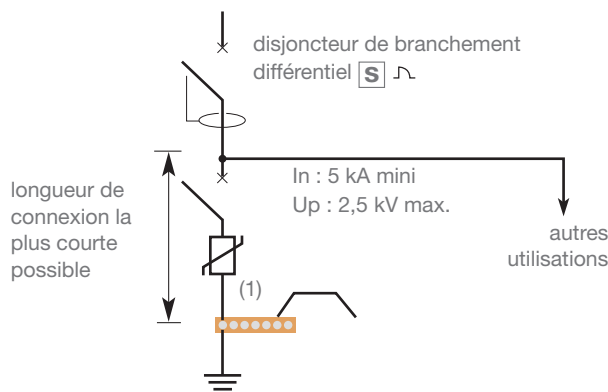 disjoncteur de branchement
différentiel S
In : 5 kA mini
Up : 2,5 kV max.
longueur de
connexion la
plus courte
possible
autres
utilisations
(1)